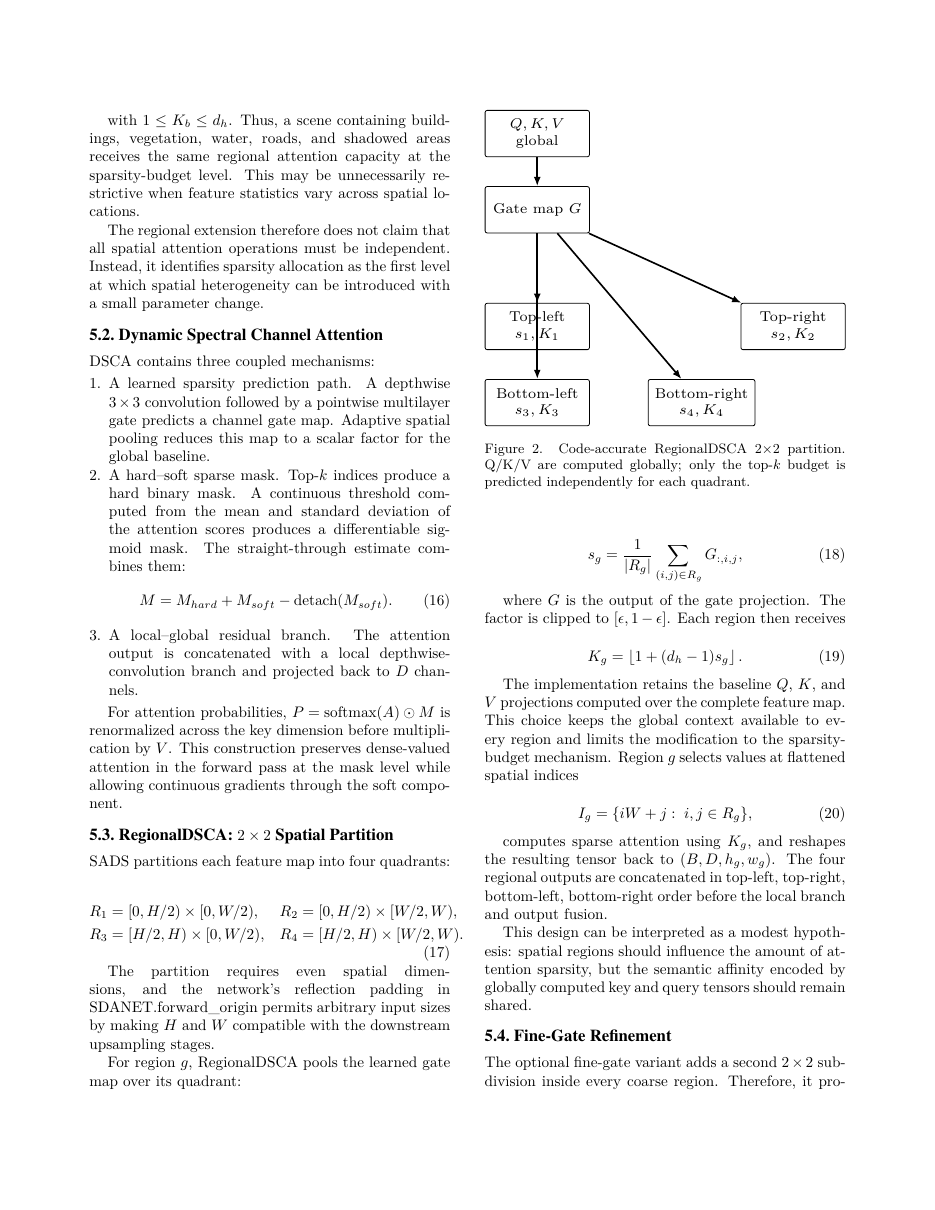 with 1 ≤ K_b ≤ d_h. Thus, a scene containing build-
ings, vegetation, water, roads, and shadowed areas
receives the same regional attention capacity at the
sparsity-budget level. This may be unnecessarily re-
strictive when feature statistics vary across spatial lo-
cations.
The regional extension therefore does not claim that
all spatial attention operations must be independent.
Instead, it identifies sparsity allocation as the first level
at which spatial heterogeneity can be introduced with
a small parameter change.
5.2. Dynamic Spectral Channel Attention
DSCA contains three coupled mechanisms:
1. A learned sparsity prediction path. A depthwise
3 × 3 convolution followed by a pointwise multilayer
gate predicts a channel gate map. Adaptive spatial
pooling reduces this map to a scalar factor for the
global baseline.
2. A hard–soft sparse mask. Top-k indices produce a
hard binary mask. A continuous threshold com-
puted from the mean and standard deviation of
the attention scores produces a differentiable sig-
moid mask. The straight-through estimate com-
bines them:
M = M_hard + M_soft − detach(M_soft). (16)
3. A local–global residual branch. The attention
output is concatenated with a local depthwise-
convolution branch and projected back to D chan-
nels.
For attention probabilities, P = softmax(A) ⊙ M is
renormalized across the key dimension before multipli-
cation by V. This construction preserves dense-valued
attention in the forward pass at the mask level while
allowing continuous gradients through the soft compo-
nent.
5.3. RegionalDSCA: 2 × 2 Spatial Partition
SADS partitions each feature map into four quadrants:
R_1 = [0, H/2) × [0, W/2), R_2 = [0, H/2) × [W/2, W),
R_3 = [H/2, H) × [0, W/2), R_4 = [H/2, H) × [W/2, W).
(17)
The partition requires even spatial dimen-
sions, and the network's reflection padding in
SDANET.forward_origin permits arbitrary input sizes
by making H and W compatible with the downstream
upsampling stages.
For region g, RegionalDSCA pools the learned gate
map over its quadrant:
Q, K, V
global
Gate map G
Top-left
s_1, K_1
Top-right
s_2, K_2
Bottom-left
s_3, K_3
Bottom-right
s_4, K_4
Figure 2. Code-accurate RegionalDSCA 2×2 partition.
Q/K/V are computed globally; only the top-k budget is
predicted independently for each quadrant.
s_g = 1/|R_g| ∑_{(i,j)∈R_g} G_{:,i,j}, (18)
where G is the output of the gate projection. The
factor is clipped to [ϵ, 1 − ϵ]. Each region then receives
K_g = ⌊1 + (d_h − 1)s_g⌋. (19)
The implementation retains the baseline Q, K, and
V projections computed over the complete feature map.
This choice keeps the global context available to ev-
ery region and limits the modification to the sparsity-
budget mechanism. Region g selects values at flattened
spatial indices
I_g = {iW + j : i, j ∈ R_g}, (20)
computes sparse attention using K_g, and reshapes
the resulting tensor back to (B, D, h_g, w_g). The four
regional outputs are concatenated in top-left, top-right,
bottom-left, bottom-right order before the local branch
and output fusion.
This design can be interpreted as a modest hypoth-
esis: spatial regions should influence the amount of at-
tention sparsity, but the semantic affinity encoded by
globally computed key and query tensors should remain
shared.
5.4. Fine-Gate Refinement
The optional fine-gate variant adds a second 2 × 2 sub-
division inside every coarse region. Therefore, it pro-